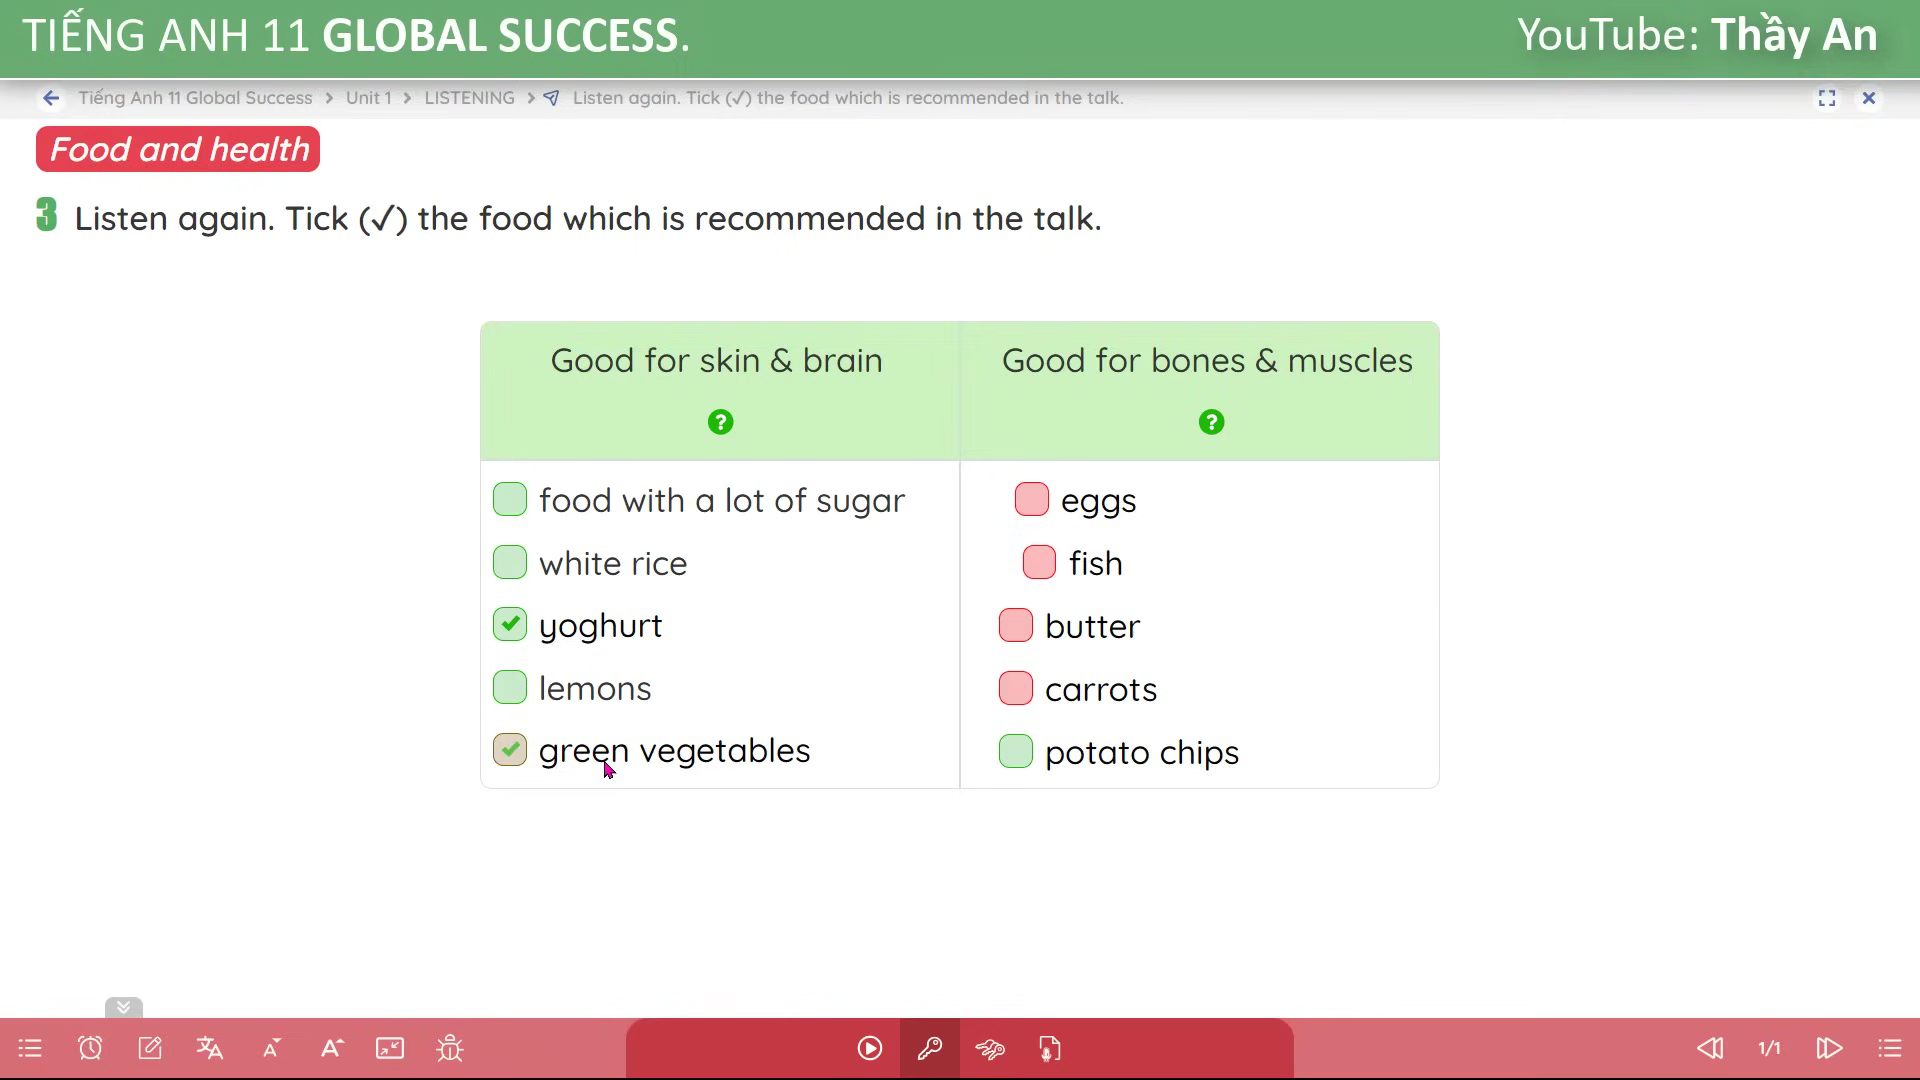 TIẾNG ANH 11 GLOBAL SUCCESS.
YouTube: Thầy An
Tiếng Anh 11 Global Success > Unit 1 > LISTENING > Listen again. Tick (✓) the food which is recommended in the talk.
Food and health
3 Listen again. Tick (✓) the food which is recommended in the talk.
Good for skin & brain
?
food with a lot of sugar
white rice
yoghurt
lemons
green vegetables
Good for bones & muscles
?
eggs
fish
butter
carrots
potato chips
1/1